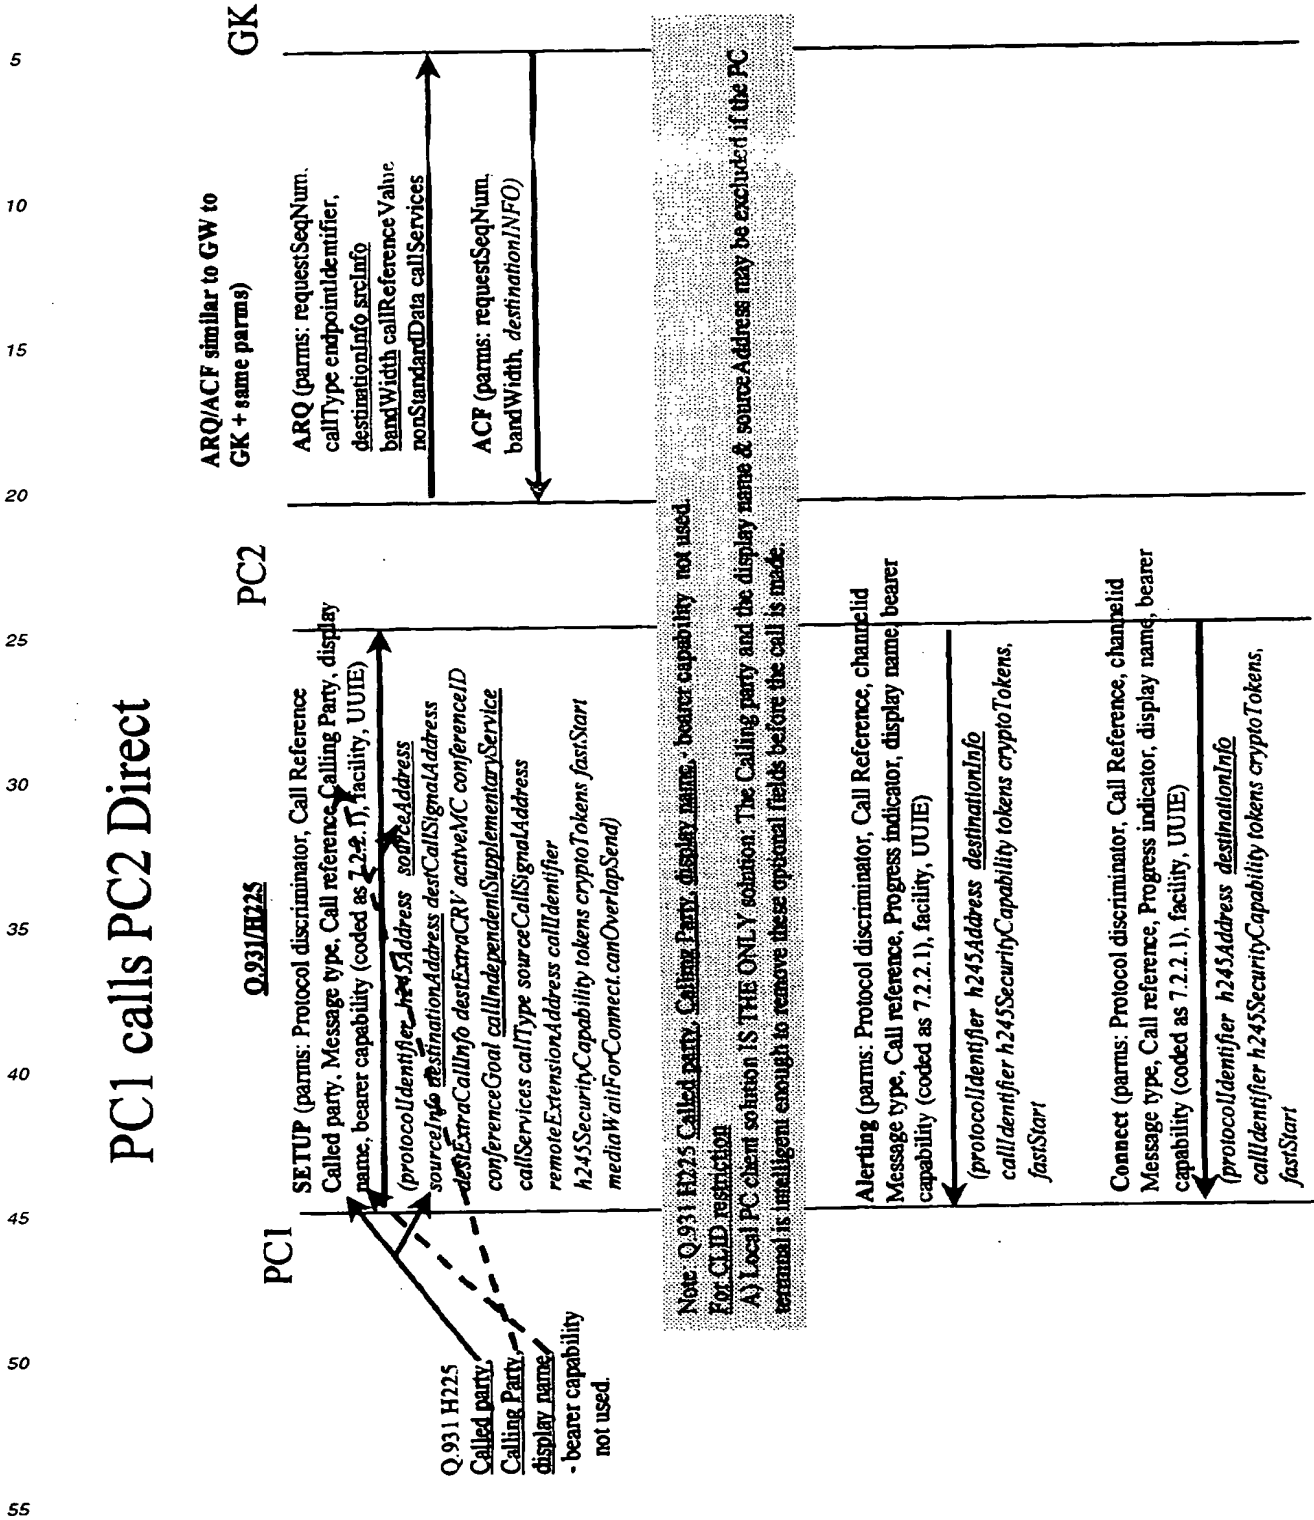 PC1 calls PC2 Direct
Q.931/H225
PC1
PC2
GK
ARQ/ACF similar to GW to
GK + same parms)
SETUP (parms: Protocol discriminator, Call Reference
Called party, Message type, Call reference, Calling Party, display
name, bearer capability (coded as 7.2.2.1), facility, UUIE)
(protocolIdentifier h245Address sourceAddress
sourceInfo destinationAddress destCallSignalAddress
destExtraCallInfo destExtraCRV activeMC conferenceID
conferenceGoal callIndependentSupplementaryService
callServices callType sourceCallSignalAddress
remoteExtensionAddress callIdentifier
h245SecurityCapability tokens cryptoTokens fastStart
mediaWaitForConnect.canOverlapSend)
ARQ (parms: requestSeqNum,
callType endpointIdentifier,
destinationInfo srcInfo
bandWidth callReferenceValue
nonStandardData callServices
ACF (parms: requestSeqNum,
bandWidth, destinationINFO)
Q.931 H225
Called party,
Calling Party,
display name,
- bearer capability
not used.
Note: Q.931 H225 Called party, Calling Party, display name,- bearer capability not used.
For CLID restriction
A) Local PC client solution IS THE ONLY solution: The Calling party and the display name & sourceAddress may be excluded if the PC
terminal is intelligent enough to remove these optional fields before the call is made.
Alerting (parms: Protocol discriminator, Call Reference, channelid
Message type, Call reference, Progress indicator, display name, bearer
capability (coded as 7.2.2.1), facility, UUIE)
(protocolIdentifier h245Address destinationInfo
callIdentifier h245SecurityCapability tokens cryptoTokens,
fastStart
Connect (parms: Protocol discriminator, Call Reference, channelid
Message type, Call reference, Progress indicator, display name, bearer
capability (coded as 7.2.2.1), facility, UUIE)
(protocolIdentifier h245Address destinationInfo
callIdentifier h245SecurityCapability tokens cryptoTokens,
fastStart
5
10
15
20
25
30
35
40
45
50
55